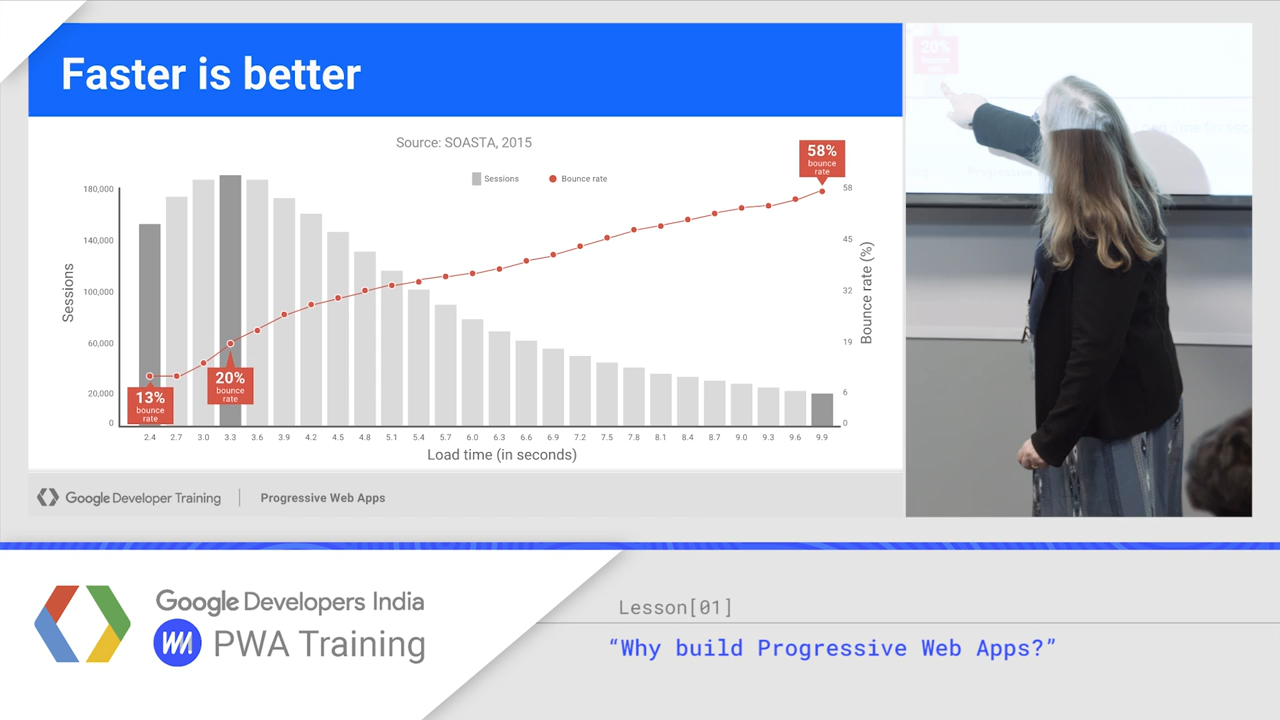 Faster is better
Source: SOASTA, 2015
Sessions
Bounce rate
58%
bounce
rate
180,000
140,000
100,000
60,000
20,000
0
Sessions
58
45
32
19
6
0
Bounce rate (%)
13%
bounce
rate
20%
bounce
rate
2.4 2.7 3.0 3.3 3.6 3.9 4.2 4.5 4.8 5.1 5.4 5.7 6.0 6.3 6.6 6.9 7.2 7.5 7.8 8.1 8.4 8.7 9.0 9.3 9.6 9.9
Load time (in seconds)
Google Developer Training
Progressive Web Apps
20%
bounce
rate
Google Developers India
PWA Training
Lesson[01]
“Why build Progressive Web Apps?”